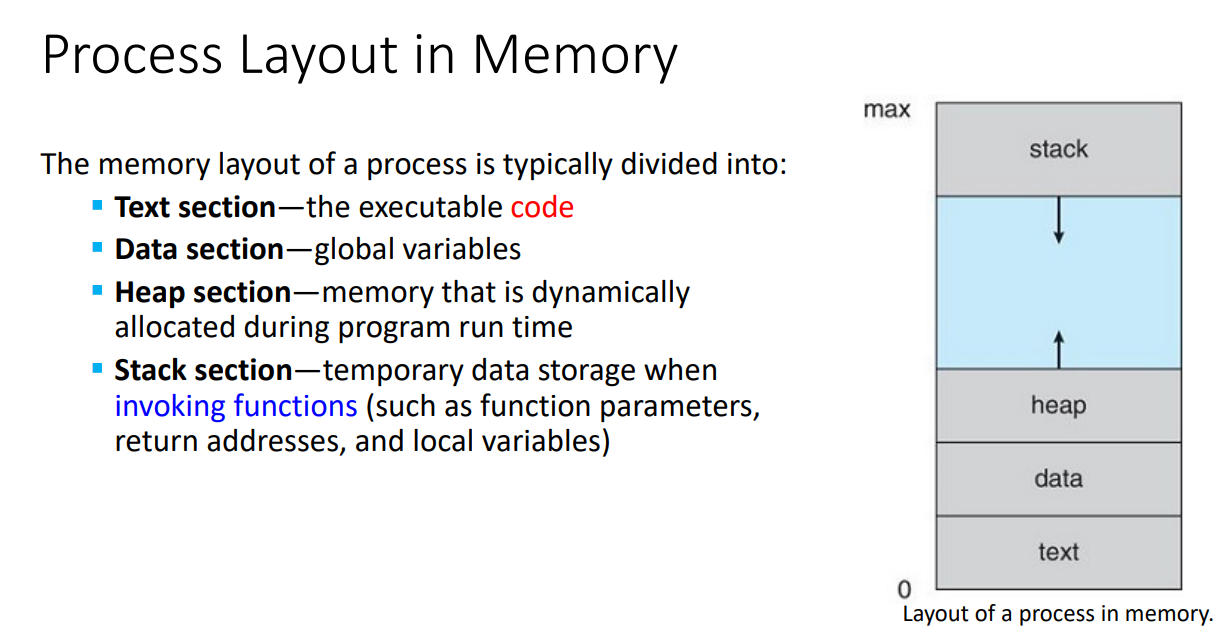 Process Layout in Memory
The memory layout of a process is typically divided into:
▪ Text section—the executable code
▪ Data section—global variables
▪ Heap section—memory that is dynamically
allocated during program run time
▪ Stack section—temporary data storage when
invoking functions (such as function parameters,
return addresses, and local variables)
max
stack
heap
data
text
0
Layout of a process in memory.